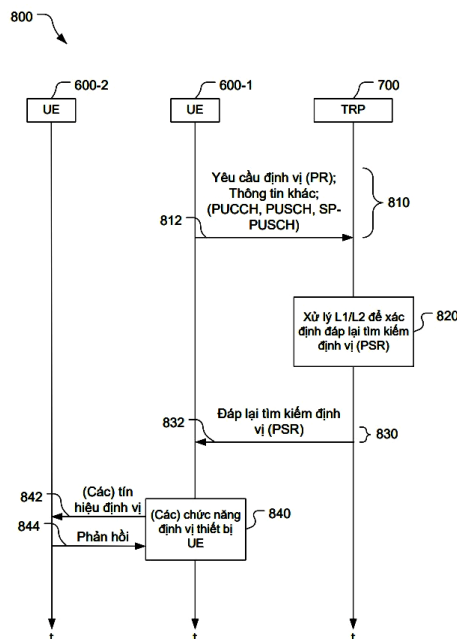 800
600-2
600-1
700
UE
UE
TRP
Yêu cầu định vị (PR);
Thông tin khác;
(PUCCH, PUSCH, SP-
PUSCH)
810
812
Xử lý L1/L2 để xác
định đáp lại tìm kiếm
định vị (PSR)
820
Đáp lại tìm kiếm
định vị (PSR)
832
830
842
(Các) tín
hiệu định vị
844
Phản hồi
(Các) chức năng
định vị thiết bị
UE
840
t
t
t